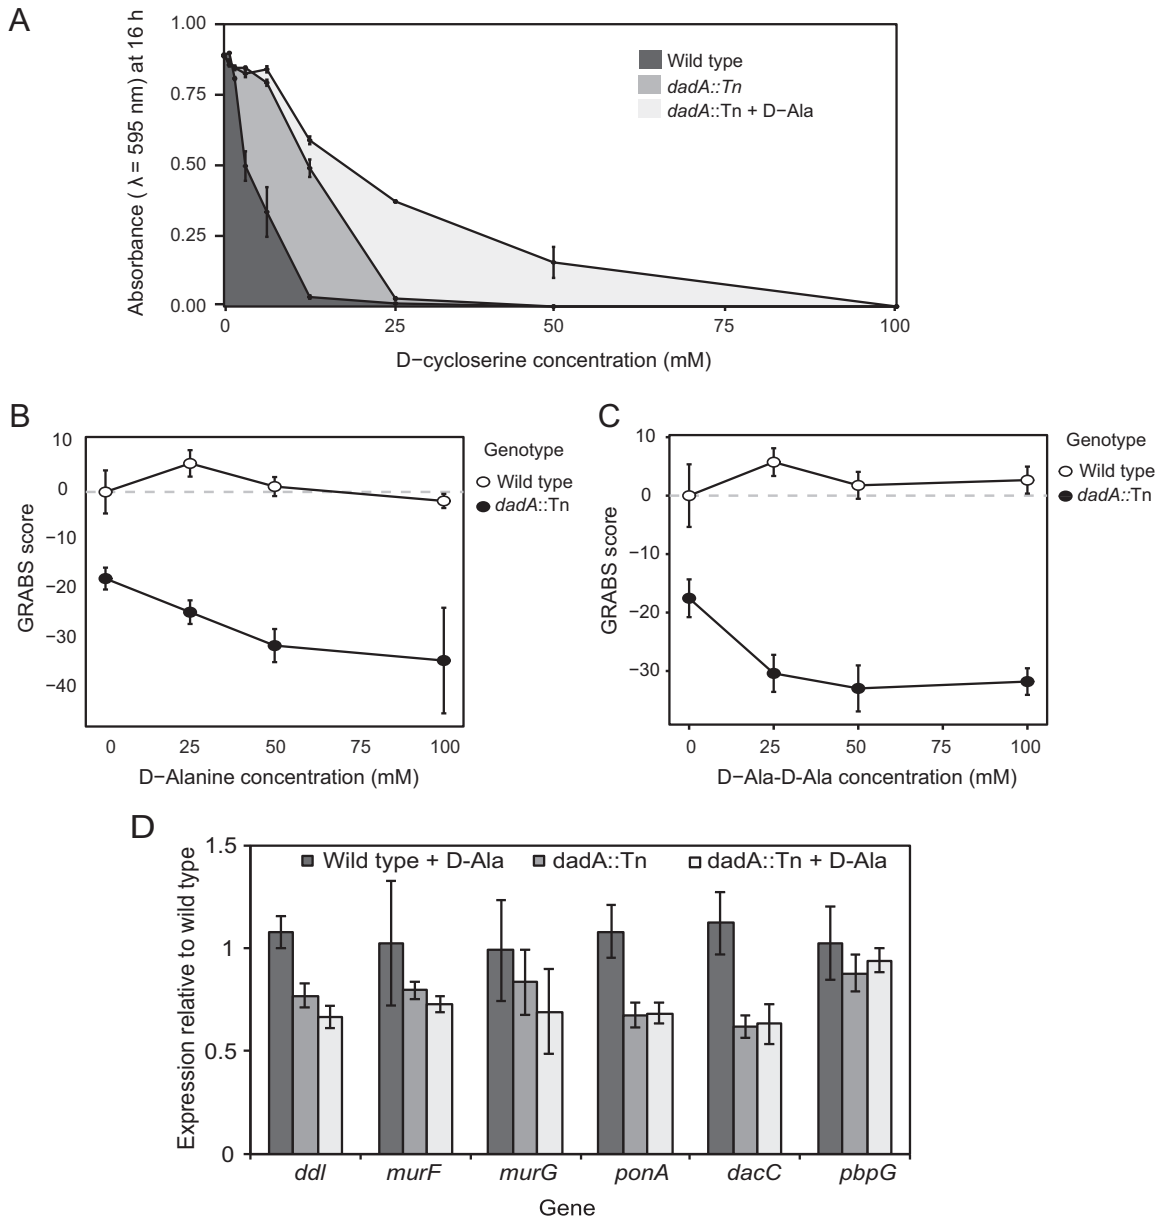 A
Absorbance ( λ = 595 nm) at 16 h
1.00
0.75
0.50
0.25
0.00
0 25 50 75 100
D−cycloserine concentration (mM)
Wild type
dadA::Tn
dadA::Tn + D−Ala
B
GRABS score
10
0
−10
−20
−30
−40
0 25 50 75 100
D−Alanine concentration (mM)
Genotype
Wild type
dadA::Tn
C
GRABS score
10
0
−10
−20
−30
0 25 50 75 100
D−Ala-D-Ala concentration (mM)
Genotype
Wild type
dadA::Tn
D
Expression relative to wild type
1.5
1
0.5
0
Wild type + D-Ala dadA::Tn dadA::Tn + D-Ala
ddl murF murG ponA dacC pbpG
Gene